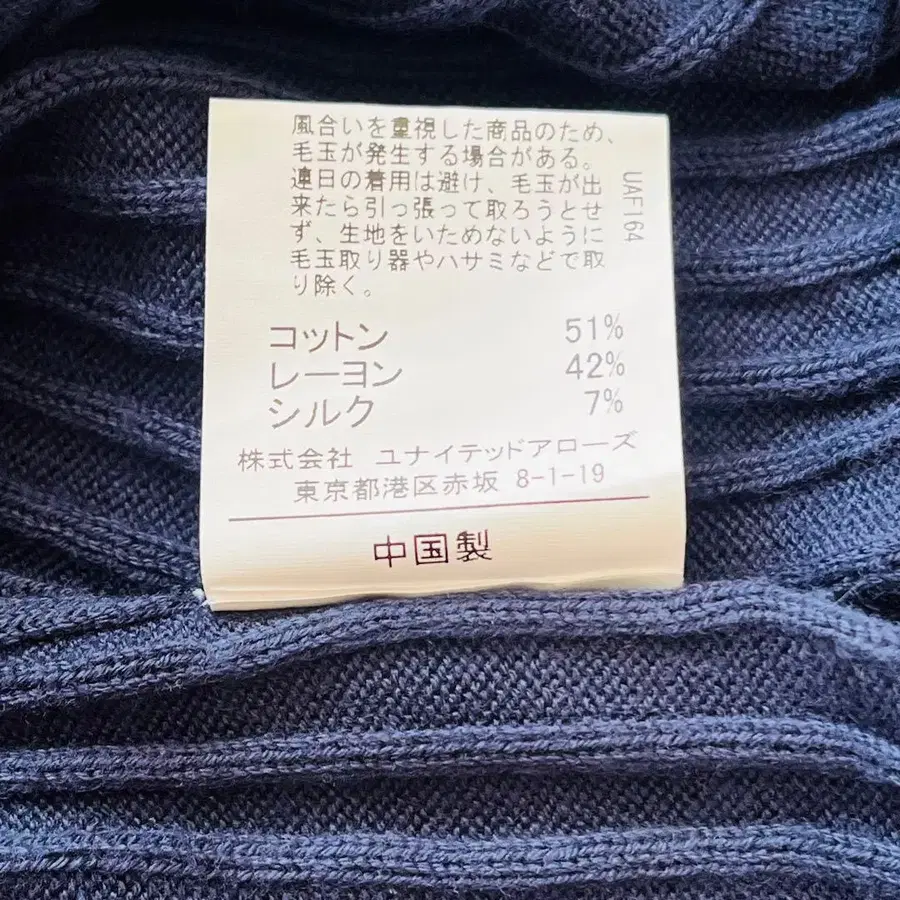 風合いを重視した商品のため、
毛玉が発生する場合がある。
連日の着用は避け、毛玉が出
来たら引っ張って取ろうとせ
ず、生地をいためないように
毛玉取り器やハサミなどで取
り除く。
UAF164
コットン 51%
レーヨン 42%
シルク 7%
株式会社 ユナイテッドアローズ
東京都港区赤坂 8-1-19
中国製